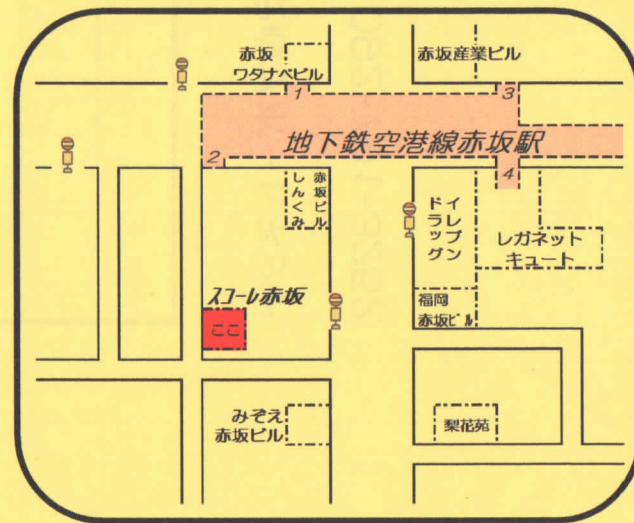 赤坂
ワタナベビル
赤坂産業ビル
1
3
地下鉄空港線赤坂駅
2
4
赤坂ビル
しんくみ
イレブン
ドラッグ
レガネット
キュート
スコーレ赤坂
ここ
福岡
赤坂ビル
みぞえ
赤坂ビル
梨花苑